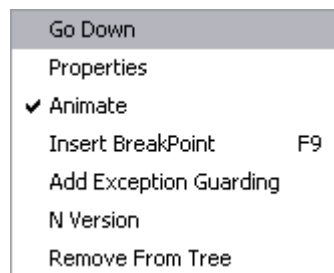 Go Down
Properties
Animate
Insert BreakPoint F9
Add Exception Guarding
N Version
Remove From Tree